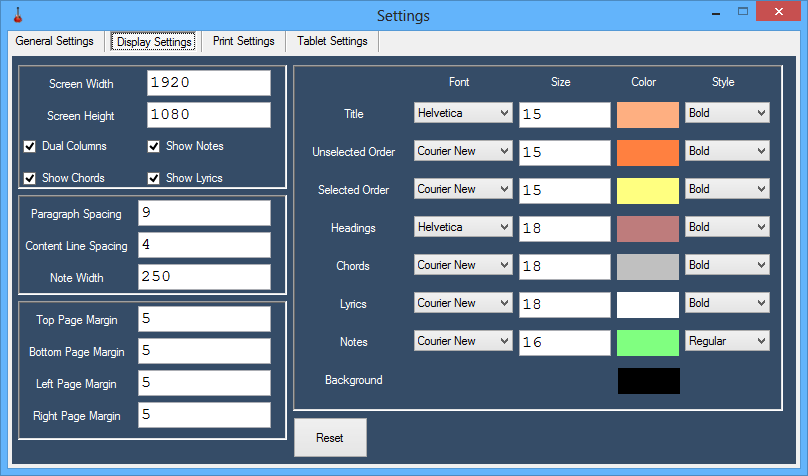 Settings
General Settings Display Settings Print Settings Tablet Settings
Screen Width 1920
Screen Height 1080
Dual Columns Show Notes
Show Chords Show Lyrics
Paragraph Spacing 9
Content Line Spacing 4
Note Width 250
Top Page Margin 5
Bottom Page Margin 5
Left Page Margin 5
Right Page Margin 5
Font Size Color Style
Title Helvetica 15 Bold
Unselected Order Courier New 15 Bold
Selected Order Courier New 15 Bold
Headings Helvetica 18 Bold
Chords Courier New 18 Bold
Lyrics Courier New 18 Bold
Notes Courier New 16 Regular
Background
Reset